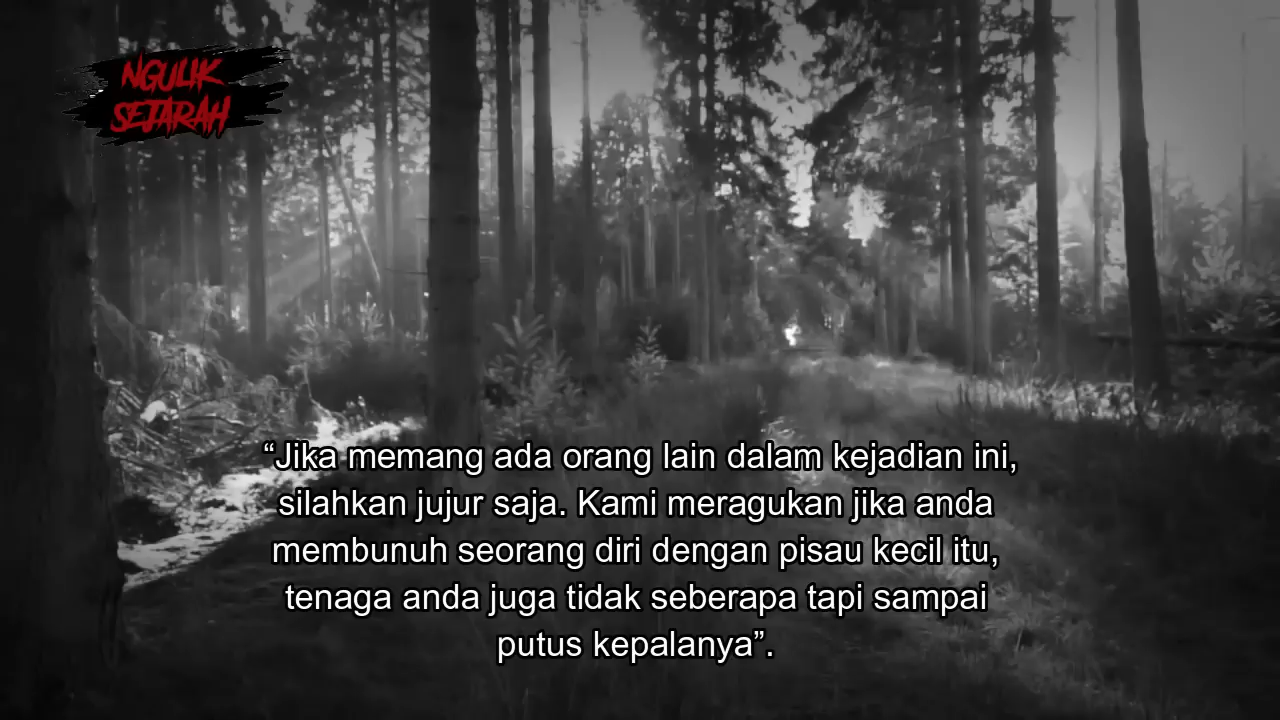 NGULIK
SEJARAH
“Jika memang ada orang lain dalam kejadian ini,
silahkan jujur saja. Kami meragukan jika anda
membunuh seorang diri dengan pisau kecil itu,
tenaga anda juga tidak seberapa tapi sampai
putus kepalanya”.